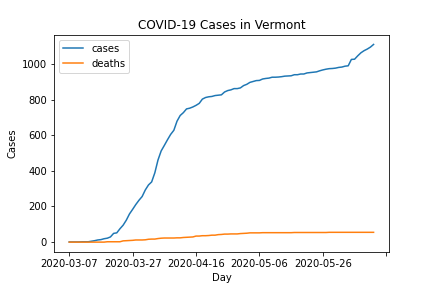 COVID-19 Cases in Vermont
cases
deaths
1000
800
600
400
200
0
Cases
2020-03-07 2020-03-27 2020-04-16 2020-05-06 2020-05-26
Day